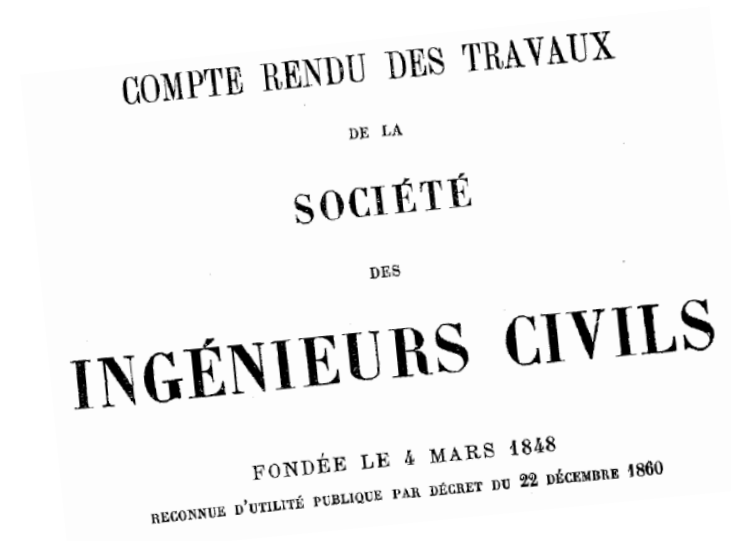 COMPTE RENDU DES TRAVAUX
DE LA
SOCIÉTÉ
DES
INGÉNIEURS CIVILS
FONDÉE LE 4 MARS 1848
RECONNUE D'UTILITÉ PUBLIQUE PAR DÉCRET DU 22 DÉCEMBRE 1860